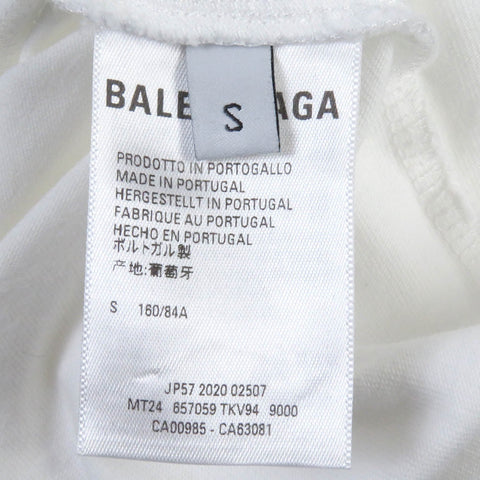 BALE AGA
S
PRODOTTO IN PORTOGALLO
MADE IN PORTUGAL
HERGESTELLT IN PORTUGAL
FABRIQUE AU PORTUGAL
HECHO EN PORTUGAL
ポルトガル製
产地:葡萄牙
S 160/84A
JP57 2020 02507
MT24 657059 TKV94 9000
CA00985 - CA63081